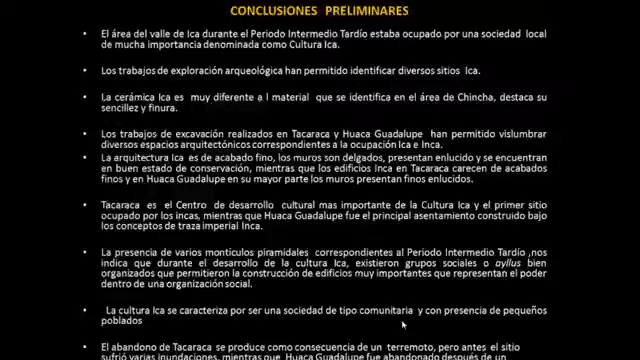 CONCLUSIONES PRELIMINARES
• El área del valle de Ica durante el Periodo Intermedio Tardío estaba ocupado por una sociedad local
de mucha importancia denominada como Cultura Ica.
• Los trabajos de exploración arqueológica han permitido identificar diversos sitios Ica.
• La cerámica Ica es muy diferente a l material que se identifica en el área de Chincha, destaca su
sencillez y finura.
• Los trabajos de excavación realizados en Tacaraca y Huaca Guadalupe han permitido vislumbrar
diversos espacios arquitectónicos correspondientes a la ocupación Ica e Inca.
• La arquitectura Ica es de acabado fino, los muros son delgados, presentan enlucido y se encuentran
en buen estado de conservación, mientras que los edificios Inca en Tacaraca carecen de acabados
finos y en Huaca Guadalupe en su mayor parte los muros presentan finos enlucidos.
• Tacaraca es el Centro de desarrollo cultural mas importante de la Cultura Ica y el primer sitio
ocupado por los incas, mientras que Huaca Guadalupe fue el principal asentamiento construido bajo
los conceptos de traza imperial Inca.
• La presencia de varios montículos piramidales correspondientes al Periodo Intermedio Tardío ,nos
indica que durante el desarrollo de la cultura Ica, existieron grupos sociales o ayllus bien
organizados que permitieron la construcción de edificios muy importantes que representan el poder
dentro de una organización social.
• La cultura Ica se caracteriza por ser una sociedad de tipo comunitaria y con presencia de pequeños
poblados
• El abandono de Tacaraca se produce como consecuencia de un terremoto, pero antes el sitio
sufrió varias inundaciones, mientras que Huaca Guadalupe fue abandonado después de un